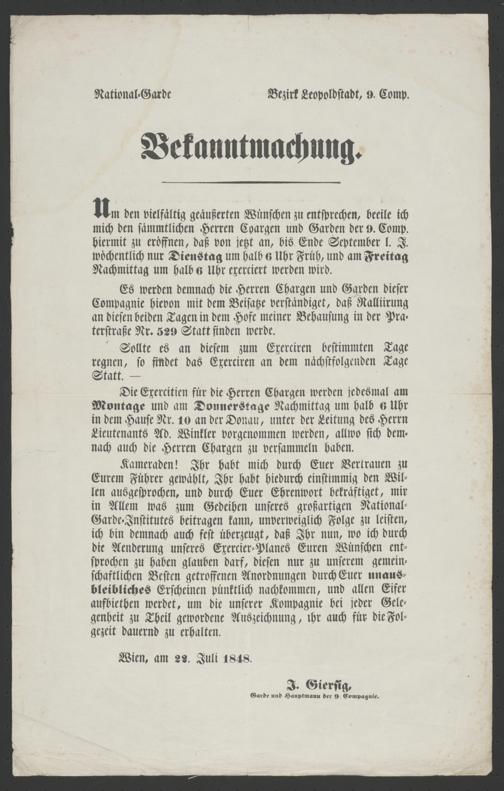 National-Garde
Bezirk Leopoldstadt, 9. Comp.
Bekanntmachung.
Um den vielfältig geäußerten Wünschen zu entsprechen, beeile ich
mich den sämmtlichen Herren Coargen und Garden der 9. Comp.
hiermit zu eröffnen, daß von jetzt an, bis Ende September l. J.
wöchentlich nur Dienstag um halb 6 Uhr Früh, und am Freitag
Nachmittag um halb 6 Uhr exerciert werden wird.
Es werden demnach die Herren Chargen und Garden dieser
Compagnie hievon mit dem Beisatze verständiget, daß Ralliirung
an diesen beiden Tagen in dem Hofe meiner Behausung in der Pra-
terstraße Nr. 529 Statt finden werde.
Sollte es an diesem zum Exerciren bestimmten Tage
regnen, so findet das Exerciren an dem nächstfolgenden Tage
Statt. —
Die Exercitien für die Herren Chargen werden jedesmal am
Montage und am Donnerstage Nachmittag um halb 6 Uhr
in dem Hause Nr. 10 an der Donau, unter der Leitung des Herrn
Lieutenants Ad. Winkler vorgenommen werden, allwo sich dem-
nach auch die Herren Chargen zu versammeln haben.
Kameraden! Ihr habt mich durch Euer Vertrauen zu
Eurem Führer gewählt, Ihr habt hiedurch einstimmig den Wil-
len ausgesprochen, und durch Euer Ehrenwort bekräftiget, mir
in Allem was zum Gedeihen unseres großartigen National-
Garde-Institutes beitragen kann, unverweiglich Folge zu leisten,
ich bin demnach auch fest überzeugt, daß Ihr nun, wo ich durch
die Aenderung unseres Exercier-Planes Euren Wünschen ent-
sprochen zu haben glauben darf, diesen nur zu unserem gemein-
schaftlichen Besten getroffenen Anordnungen durch Euer unaus-
bleibliches Erscheinen pünktlich nachkommen, und allen Eifer
aufbiethen werdet, um die unserer Kompagnie bei jeder Gele-
genheit zu Theil gewordene Auszeichnung, ihr auch für die Fol-
gezeit dauernd zu erhalten.
Wien, am 22. Juli 1848.
J. Giersig,
Garde und Hauptmann der 9. Compagnie.